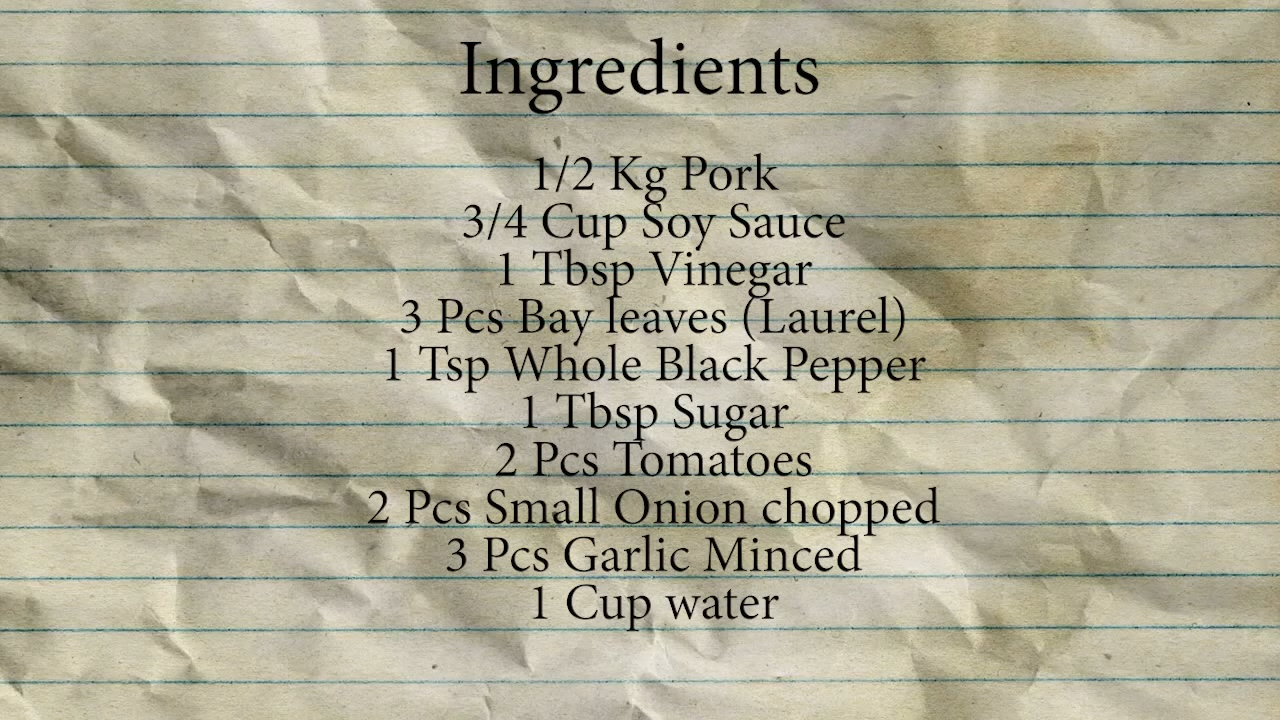 Ingredients
1/2 Kg Pork
3/4 Cup Soy Sauce
1 Tbsp Vinegar
3 Pcs Bay leaves (Laurel)
1 Tsp Whole Black Pepper
1 Tbsp Sugar
2 Pcs Tomatoes
2 Pcs Small Onion chopped
3 Pcs Garlic Minced
1 Cup water